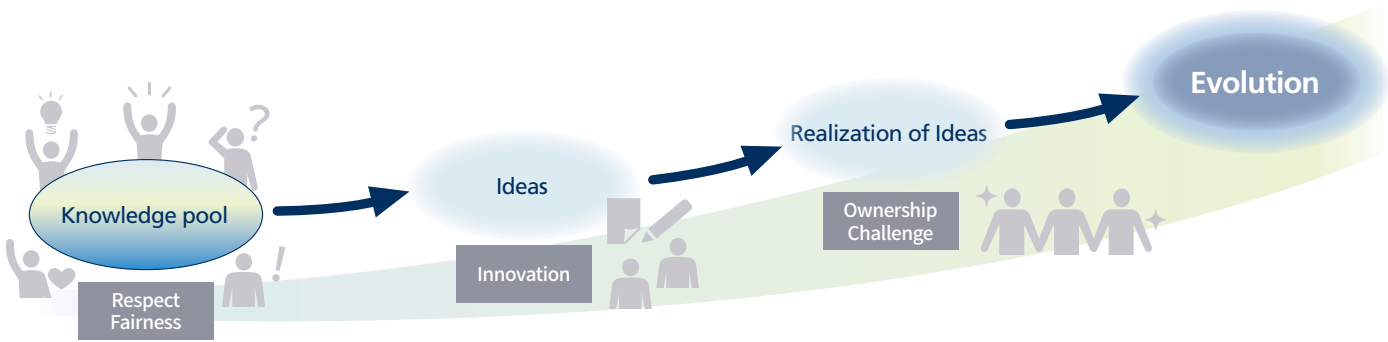 Knowledge pool
Respect
Fairness
Ideas
Innovation
Realization of Ideas
Ownership
Challenge
Evolution